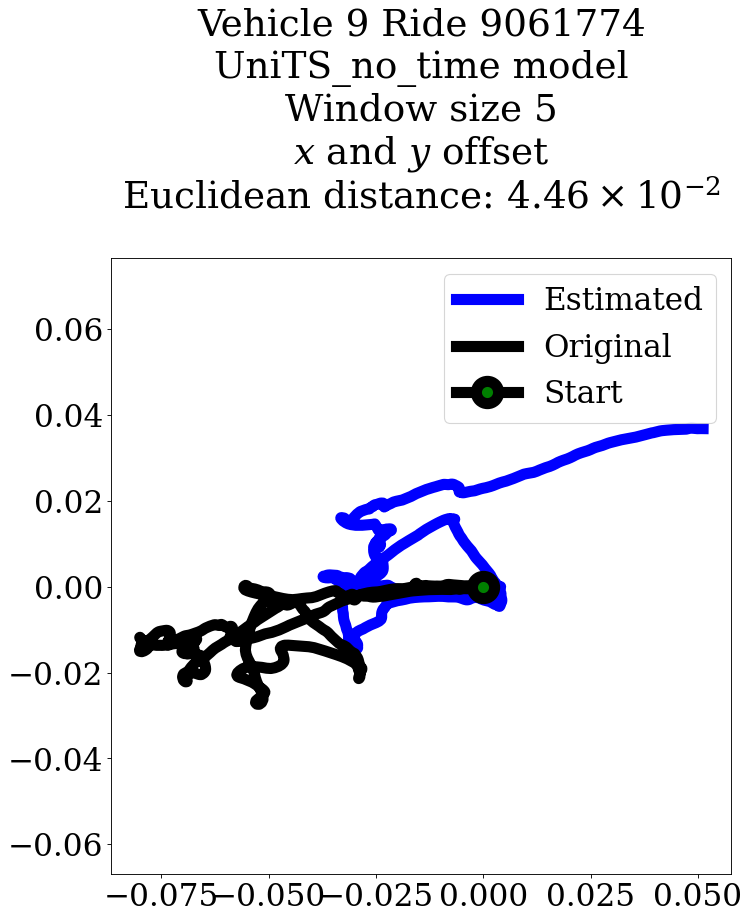 Vehicle 9 Ride 9061774
UniTS_no_time model
Window size 5
x and y offset
Euclidean distance: 4.46 × 10⁻²
Estimated
Original
Start
0.06
0.04
0.02
0.00
−0.02
−0.04
−0.06
−0.075 −0.050 −0.025 0.000 0.025 0.050